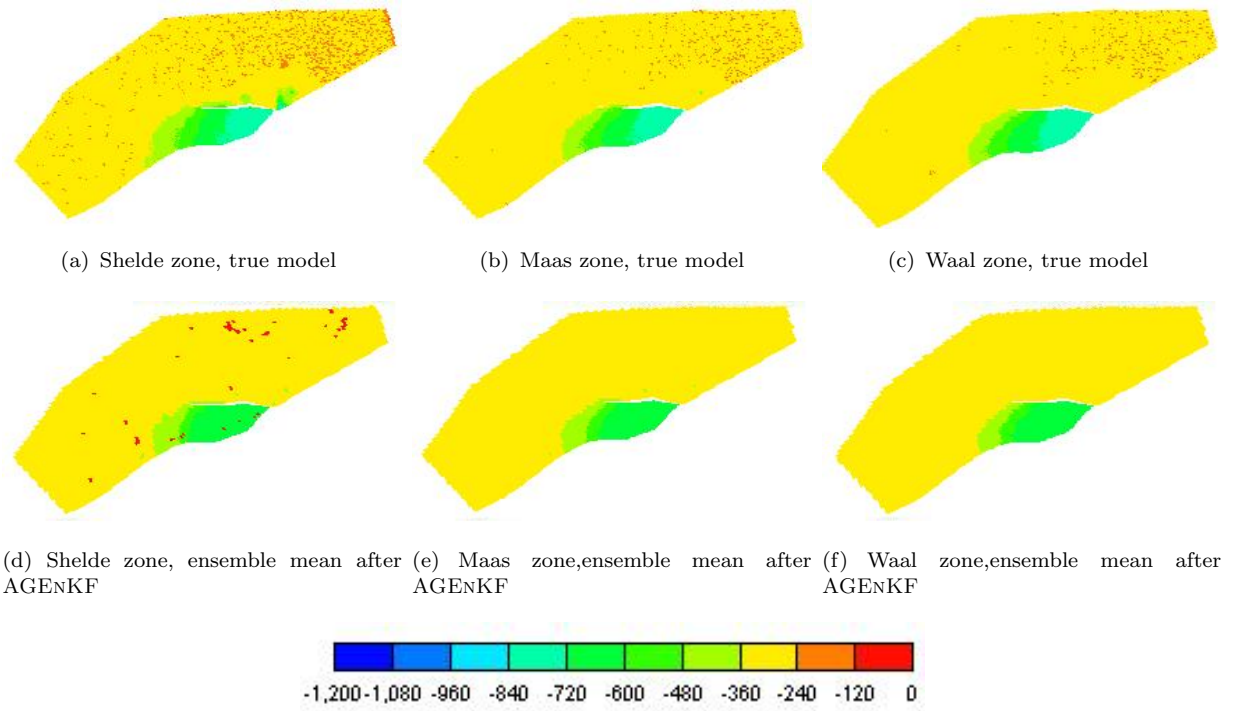 (a) Shelde zone, true model
(b) Maas zone, true model
(c) Waal zone, true model
(d) Shelde zone, ensemble mean after AGENKF
(e) Maas zone,ensemble mean after AGENKF
(f) Waal zone,ensemble mean after AGENKF
-1,200 -1,080 -960 -840 -720 -600 -480 -360 -240 -120 0